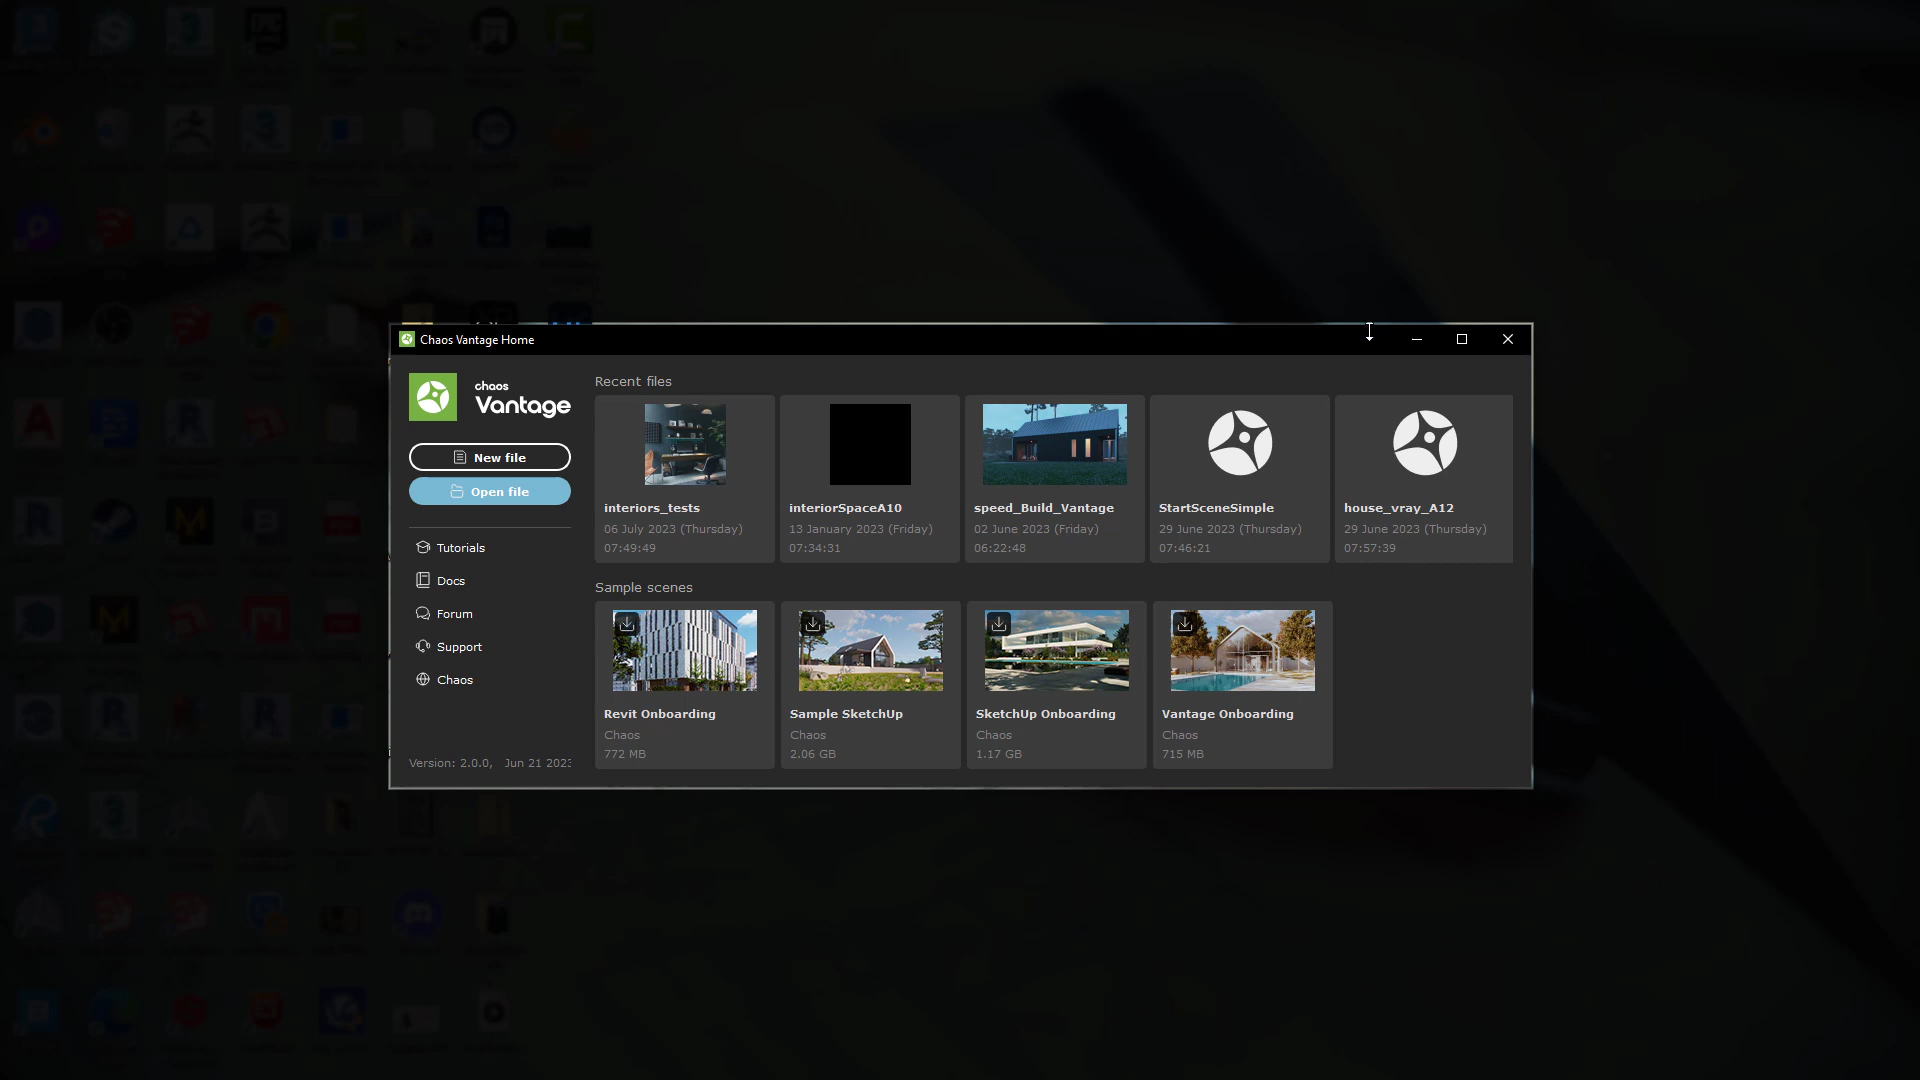 Chaos Vantage Home
chaos
Vantage
New file
Open file
Tutorials
Docs
Forum
Support
Chaos
Version: 2.0.0, Jun 21 2023
Recent files
interiors_tests
06 July 2023 (Thursday)
07:49:49
interiorSpaceA10
13 January 2023 (Friday)
07:34:31
speed_Build_Vantage
02 June 2023 (Friday)
06:22:48
StartSceneSimple
29 June 2023 (Thursday)
07:46:21
house_vray_A12
29 June 2023 (Thursday)
07:57:39
Sample scenes
Revit Onboarding
Chaos
772 MB
Sample SketchUp
Chaos
2.06 GB
SketchUp Onboarding
Chaos
1.17 GB
Vantage Onboarding
Chaos
715 MB